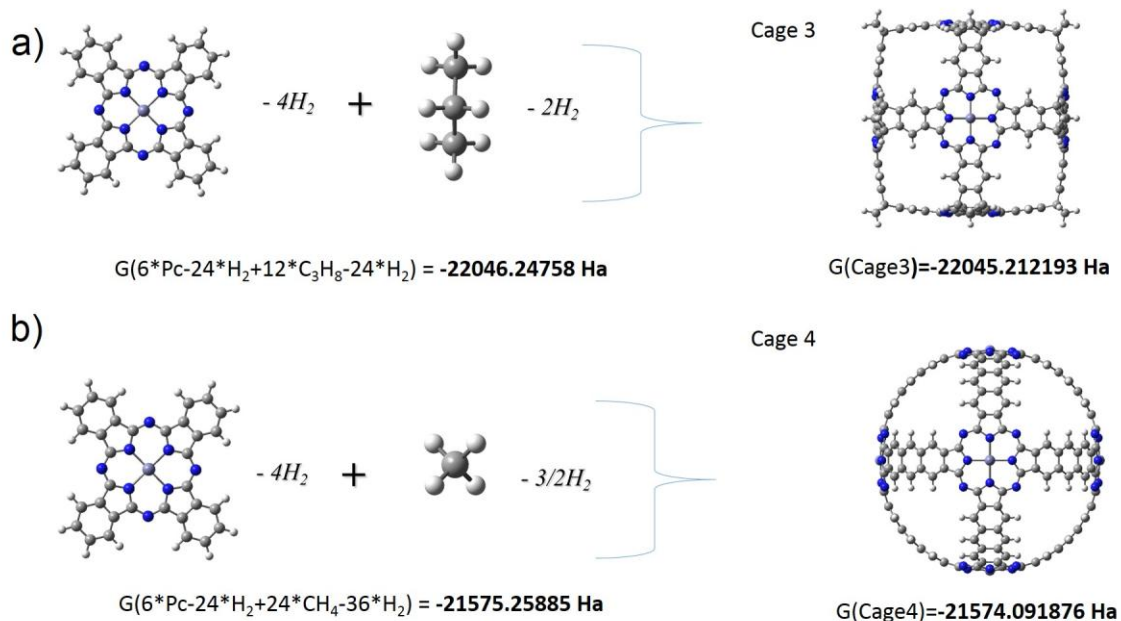 a)
Cage 3
- 4H₂ + - 2H₂
G(6*Pc-24*H₂+12*C₃H₈-24*H₂) = -22046.24758 Ha
G(Cage3)=-22045.212193 Ha
b)
Cage 4
- 4H₂ + - 3/2H₂
G(6*Pc-24*H₂+24*CH₄-36*H₂) = -21575.25885 Ha
G(Cage4)=-21574.091876 Ha